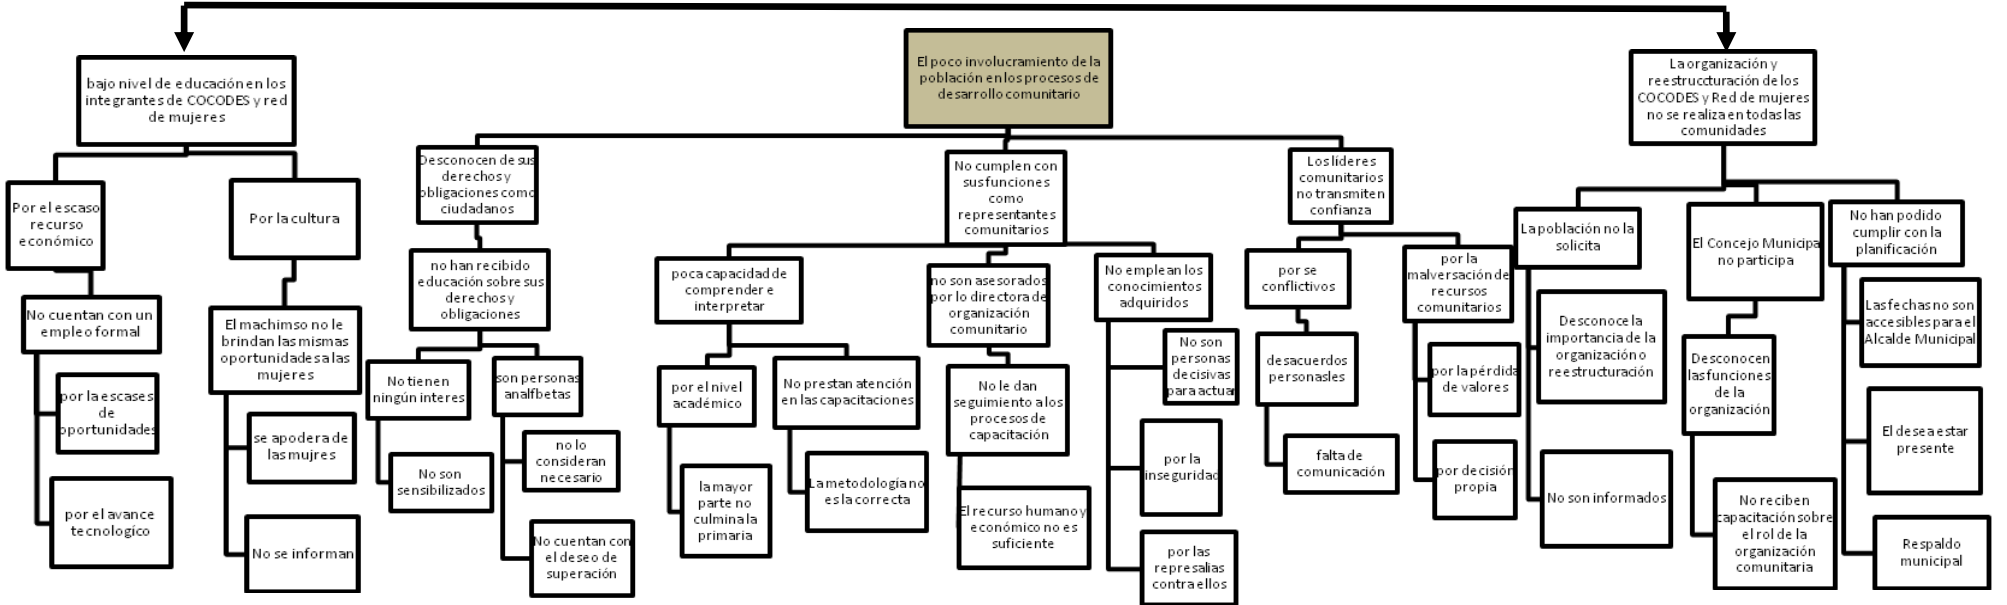 bajo nivel de educación en los
integrantes de COCODES y red
de mujeres
El poco involucramiento de la
población en los procesos de
desarrollo comunitario
La organización y
reestruccturación de los
COCODES y Red de mujeres
no se realiza en todas las
comunidades
Por el escaso
recurso
económico
Por la cultura
Desconocen de sus
derechos y
obligaciones como
ciudadanos
No cumplen con
sus funciones
como
representantes
comunitarios
Los líderes
comunitarios
no transmiten
confianza
La población no la
solicita
El Concejo Municipa
no participa
No han podido
cumplir con la
planificación
No cuentan con un
empleo formal
El machimso no le
brindan las mismas
oportunidades a las
mujeres
no han recibido
educación sobre sus
derechos y
obligaciones
poca capacidad de
comprender e
interpretar
no son asesorados
por lo directora de
organización
comunitario
No emplean los
conocimientos
adquiridos
por se
conflictivos
por la
malversación de
recursos
comunitarios
Desconoce la
importancia de la
organización o
reestructuración
Desconocen
las funciones
de la
organización
Las fechas no son
accesibles para el
Alcalde Municipal
por la escases
de
oportunidades
se apodera de
las mujres
No tienen
ningún interes
son personas
analfbetas
por el nivel
académico
No prestan atención
en las capacitaciones
No le dan
seguimiento a los
procesos de
capacitación
No son
personas
decisivas
para actuar
desacuerdos
personasles
por la pérdida
de valores
No son informados
No reciben
capacitación sobre
el rol de la
organización
comunitaria
El desea estar
presente
por el avance
tecnologíco
No se informan
No son
sensibilizados
no lo
consideran
necesario
No cuentan con
el deseo de
superación
la mayor
parte no
culmina la
primaria
La metodología no
es la correcta
El recurso humano y
económico no es
suficiente
por la
inseguridad
por las
represalias
contra ellos
falta de
comunicación
por decisión
propia
Respaldo
municipal